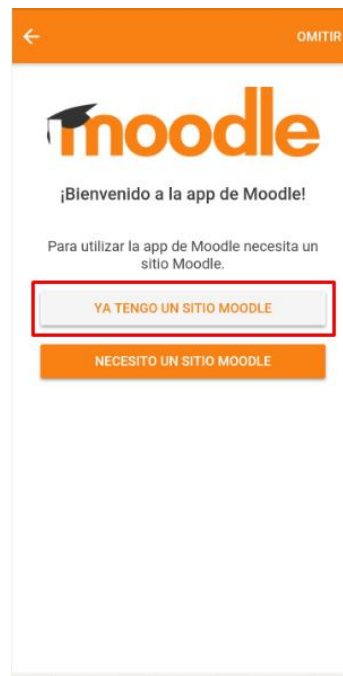 OMITIR
moodle
¡Bienvenido a la app de Moodle!
Para utilizar la app de Moodle necesita un
sitio Moodle.
YA TENGO UN SITIO MOODLE
NECESITO UN SITIO MOODLE